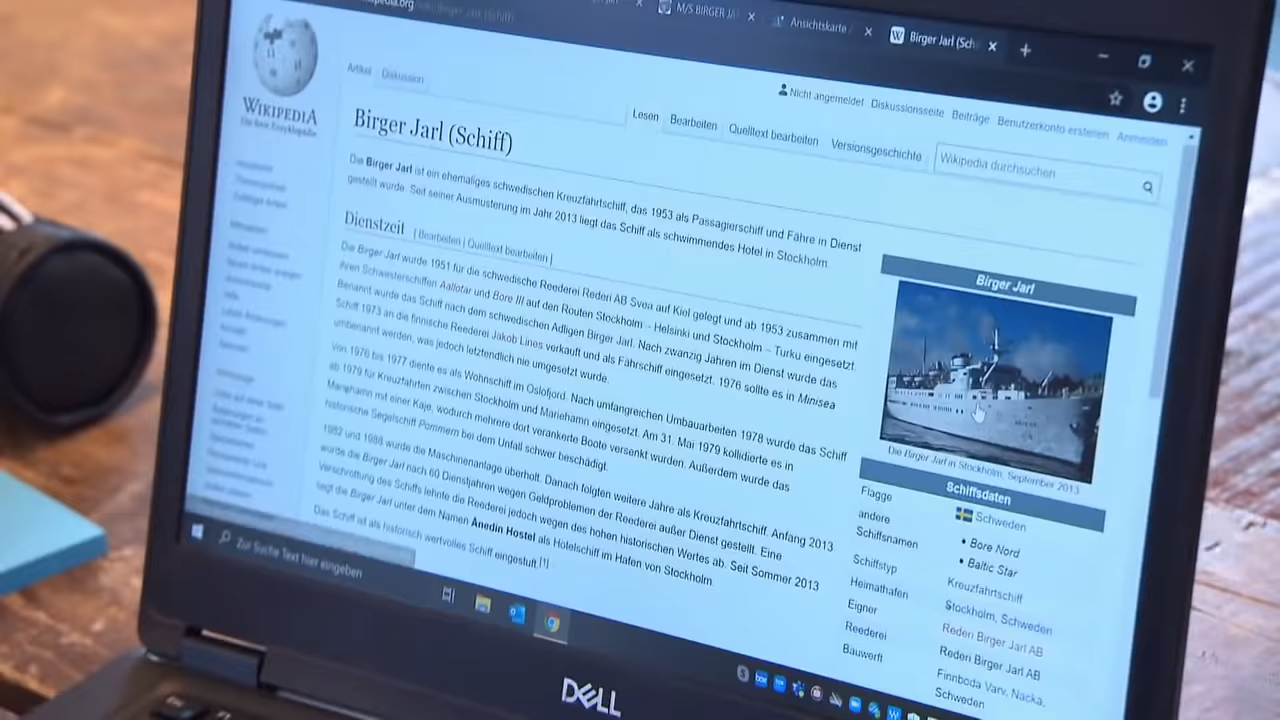 M/S BIRGER JA
Ansichtskarte
Birger Jarl (Sch
WIKIPEDIA
Die freie Enzyklopädie
Artikel Diskussion
Nicht angemeldet Diskussionsseite Beiträge Benutzerkonto erstellen Anmelden
Lesen Bearbeiten Quelltext bearbeiten Versionsgeschichte
Wikipedia durchsuchen
Birger Jarl (Schiff)
Die Birger Jarl ist ein ehemaliges schwedischen Kreuzfahrtschiff, das 1953 als Passagierschiff und Fähre in Dienst
gestellt wurde. Seit seiner Ausmusterung im Jahr 2013 liegt das Schiff als schwimmendes Hotel in Stockholm.
Dienstzeit [ Bearbeiten | Quelltext bearbeiten ]
Die Birger Jarl wurde 1951 für die schwedische Reederei Rederi AB Svea auf Kiel gelegt und ab 1953 zusammen mit
ihren Schwesterschiffen Aallotar und Bore III auf den Routen Stockholm – Helsinki und Stockholm – Turku eingesetzt.
Benannt wurde das Schiff nach dem schwedischen Adligen Birger Jarl. Nach zwanzig Jahren im Dienst wurde das
Schiff 1973 an die finnische Reederei Jakob Lines verkauft und als Fährschiff eingesetzt. 1976 sollte es in Minisea
umbenannt werden, was jedoch letztendlich nie umgesetzt wurde.
Von 1976 bis 1977 diente es als Wohnschiff im Oslofjord. Nach umfangreichen Umbauarbeiten 1978 wurde das Schiff
ab 1979 für Kreuzfahrten zwischen Stockholm und Mariehamn eingesetzt. Am 31. Mai 1979 kollidierte es in
Mariehamn mit einer Kaje, wodurch mehrere dort verankerte Boote versenkt wurden. Außerdem wurde das
historische Segelschiff Pommern bei dem Unfall schwer beschädigt.
1982 und 1988 wurde die Maschinenanlage überholt. Danach folgten weitere Jahre als Kreuzfahrtschiff. Anfang 2013
wurde die Birger Jarl nach 60 Dienstjahren wegen Geldproblemen der Reederei außer Dienst gestellt. Eine
Verschrottung des Schiffs lehnte die Reederei jedoch wegen des hohen historischen Wertes ab. Seit Sommer 2013
liegt die Birger Jarl unter dem Namen Ånedin Hostel als Hotelschiff im Hafen von Stockholm.
Das Schiff ist als historisch wertvolles Schiff eingestuft.[1]
Birger Jarl
Die Birger Jarl in Stockholm, September 2013
Schiffsdaten
Flagge Schweden
andere Schiffsnamen • Bore Nord
• Baltic Star
Schiffstyp Kreuzfahrtschiff
Heimathafen Stockholm, Schweden
Eigner Rederi Birger Jarl AB
Reederei Rederi Birger Jarl AB
Bauwerft Finnboda Varv, Nacka,
Schweden
Zur Suche Text hier eingeben
DELL